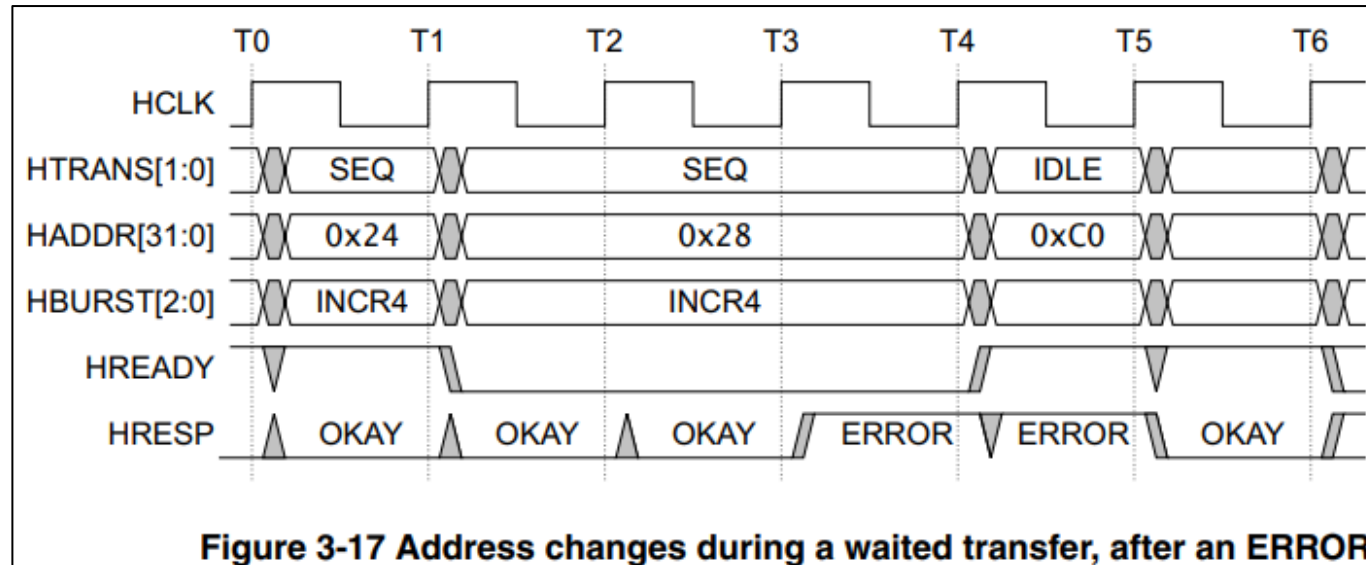 T0 T1 T2 T3 T4 T5 T6
HCLK
HTRANS[1:0] SEQ SEQ IDLE
HADDR[31:0] 0x24 0x28 0xC0
HBURST[2:0] INCR4 INCR4
HREADY
HRESP OKAY OKAY OKAY ERROR ERROR OKAY
Figure 3-17 Address changes during a waited transfer, after an ERROR